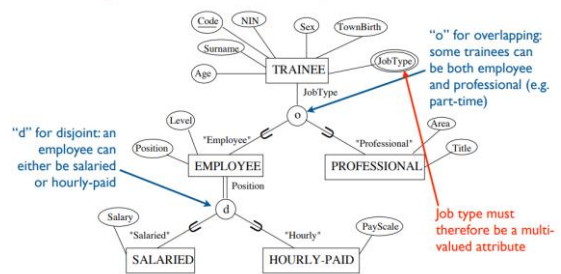 Code
NIN
Sex
TownBirth
Surname
Age
TRAINEE
JobType
JobType
"o" for overlapping:
some trainees can
be both employee
and professional (e.g.
part-time)
o
"d" for disjoint: an
employee can
either be salaried
or hourly-paid
Level
Position
"Employee"
"Professional"
Area
Title
EMPLOYEE
PROFESSIONAL
Position
d
Salary
"Salaried"
"Hourly"
PayScale
SALARIED
HOURLY-PAID
Job type must
therefore be a multi-
valued attribute